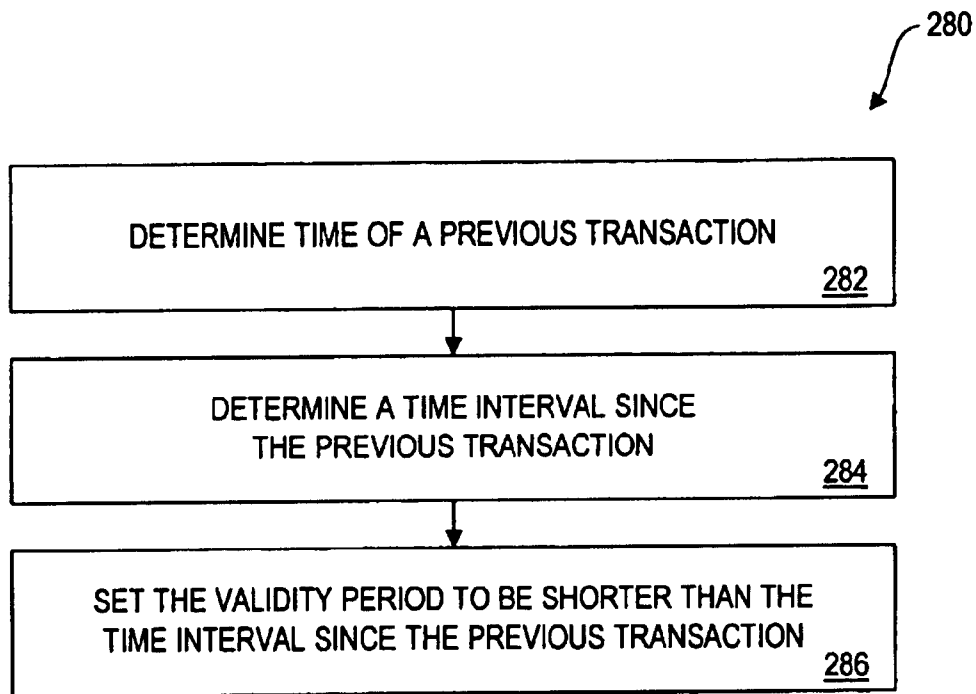 280
DETERMINE TIME OF A PREVIOUS TRANSACTION
282
DETERMINE A TIME INTERVAL SINCE
THE PREVIOUS TRANSACTION
284
SET THE VALIDITY PERIOD TO BE SHORTER THAN THE
TIME INTERVAL SINCE THE PREVIOUS TRANSACTION
286